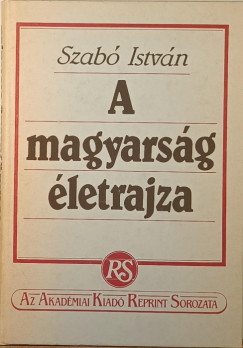 Szabó István
A
magyarság
életrajza
RS
Az Akadémiai Kiadó Reprint Sorozata